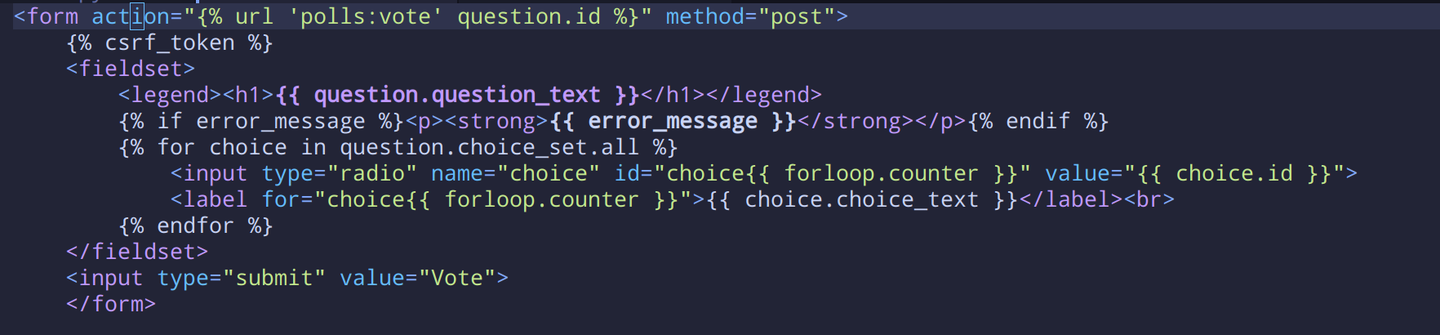 <form action="{% url 'polls:vote' question.id %}" method="post">
    {% csrf_token %}
    <fieldset>
        <legend><h1>{{ question.question_text }}</h1></legend>
        {% if error_message %}<p><strong>{{ error_message }}</strong></p>{% endif %}
        {% for choice in question.choice_set.all %}
            <input type="radio" name="choice" id="choice{{ forloop.counter }}" value="{{ choice.id }}">
            <label for="choice{{ forloop.counter }}">{{ choice.choice_text }}</label><br>
        {% endfor %}
    </fieldset>
    <input type="submit" value="Vote">
    </form>